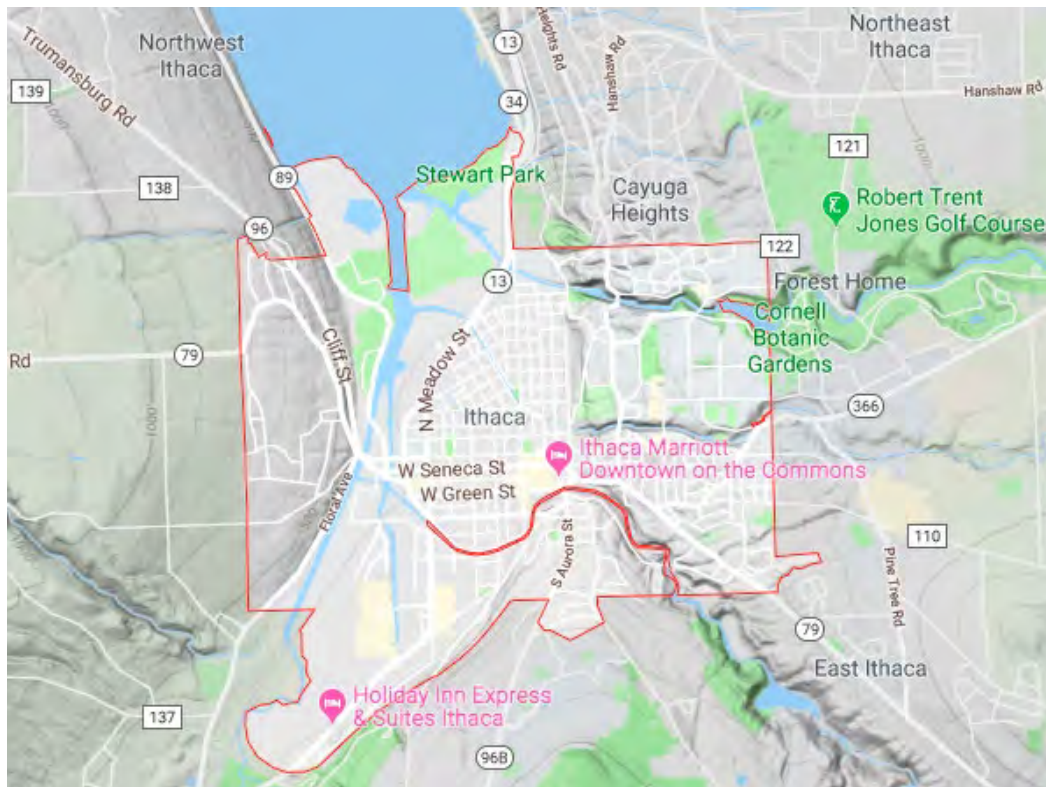 Northwest
Ithaca
Trumansburg Rd
139
1000
138
89
96
13
Heights Rd
34
Hanshaw Rd
Northeast
Ithaca
Hanshaw Rd
1000
121
Stewart Park
Cayuga
Heights
Robert Trent
Jones Golf Course
122
13
Forest Home
Cornell
Botanic
Gardens
Rd
79
Cliff St
N Meadow St
1000
Ithaca
366
Ithaca Marriott
Downtown on the Commons
W Seneca St
W Green St
Floral Ave
S Aurora St
110
Pine Tree Rd
79
East Ithaca
Holiday Inn Express
& Suites Ithaca
137
96B